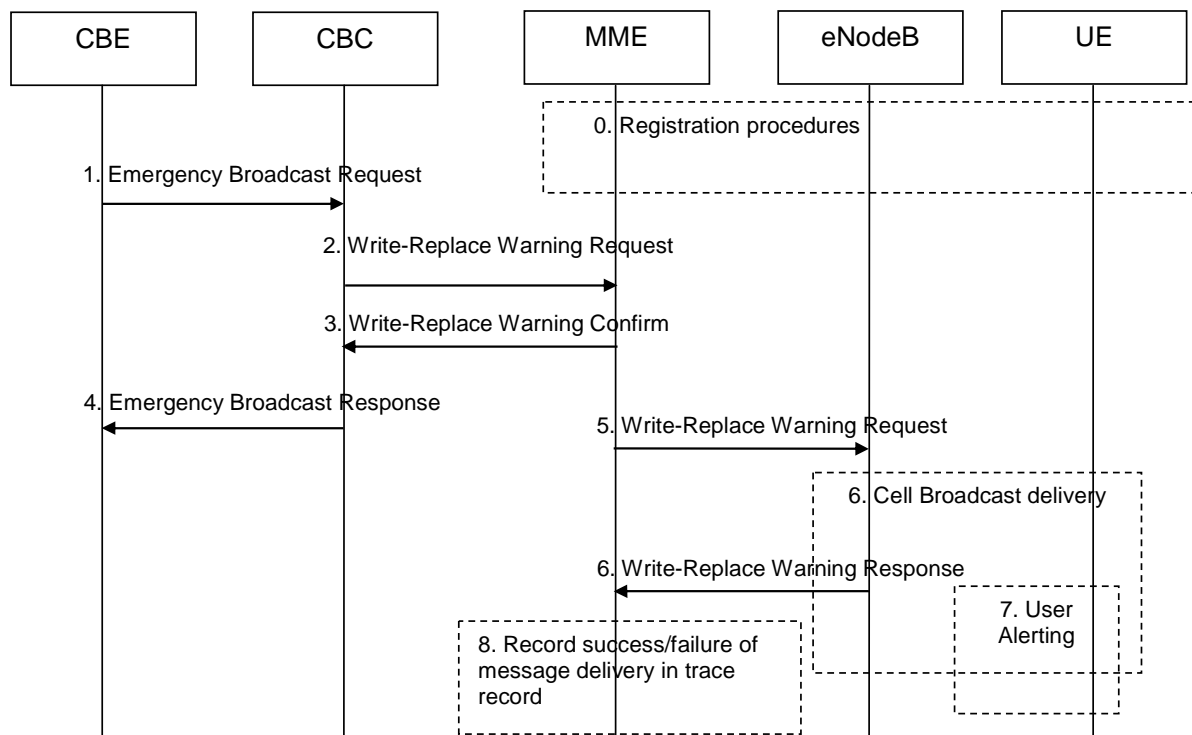 CBE
CBC
MME
eNodeB
UE
0. Registration procedures
1. Emergency Broadcast Request
2. Write-Replace Warning Request
3. Write-Replace Warning Confirm
4. Emergency Broadcast Response
5. Write-Replace Warning Request
6. Cell Broadcast delivery
6. Write-Replace Warning Response
7. User
Alerting
8. Record success/failure of
message delivery in trace
record